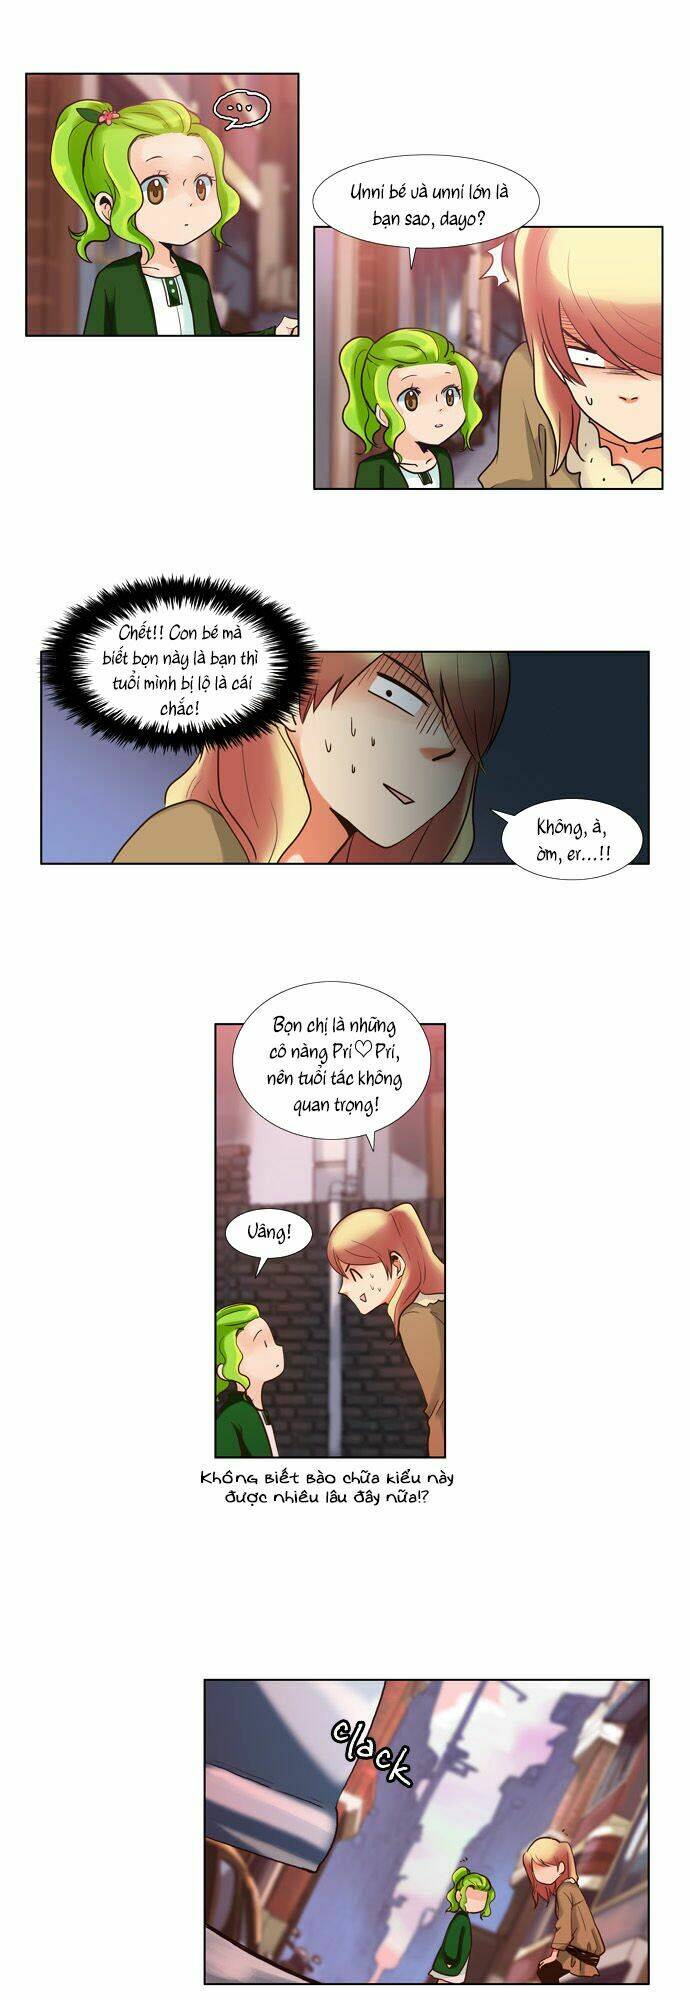 ...
Unni bé và unni lớn là
bạn sao, dayo?
Chết!! Con bé mà
biết bọn này là bạn thì
tuổi mình bị lộ là cái
chắc!
Không, à,
ờm, er...!!
Bọn chị là những
cô nàng Pri♡Pri,
nên tuổi tác không
quan trọng!
Vâng!
Không biết bào chữa kiểu này
được nhiêu lâu đây nữa!?
clack